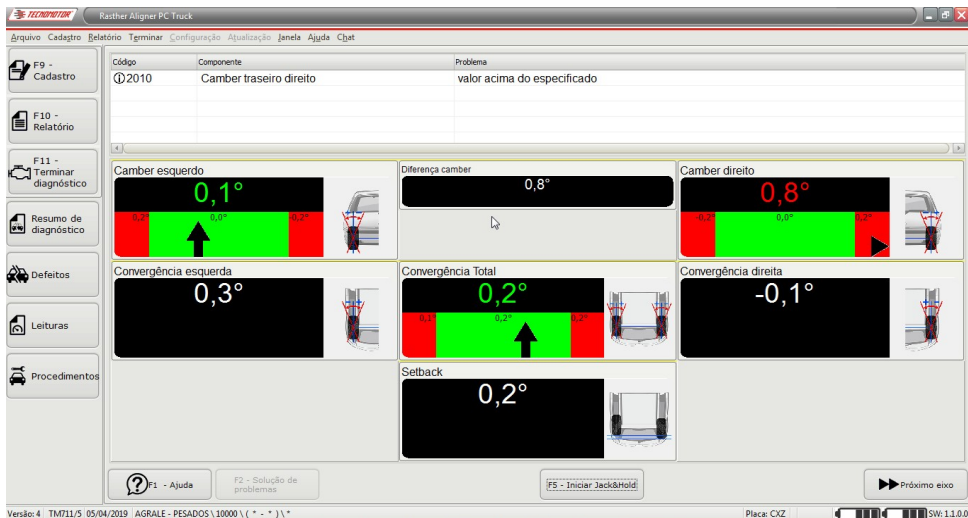 TECNOMOTOR
Rasther Aligner PC Truck
Arquivo Cadastro Relatório Terminar Configuração Atualização Janela Ajuda Chat
F9 -
Cadastro
F10 -
Relatório
F11 -
Terminar
diagnóstico
Resumo de
diagnóstico
Defeitos
Leituras
Procedimentos
Código Componente Problema
2010 Camber traseiro direito valor acima do especificado
Camber esquerdo
0,1°
0,2° 0,0° -0,2°
Diferença camber
0,8°
Camber direito
0,8°
-0,2° 0,0° 0,2°
Convergência esquerda
0,3°
Convergência Total
0,2°
0,1° 0,2° 0,2°
Convergência direita
-0,1°
Setback
0,2°
F1 - Ajuda
F2 - Solução de
problemas
F5 - Iniciar Jack&Hold
Próximo eixo
Versão: 4 TM711/5 05/04/2019 AGRALE - PESADOS \ 10000 \ ( * - * ) \ * Placa: CXZ SW: 1.1.0.0